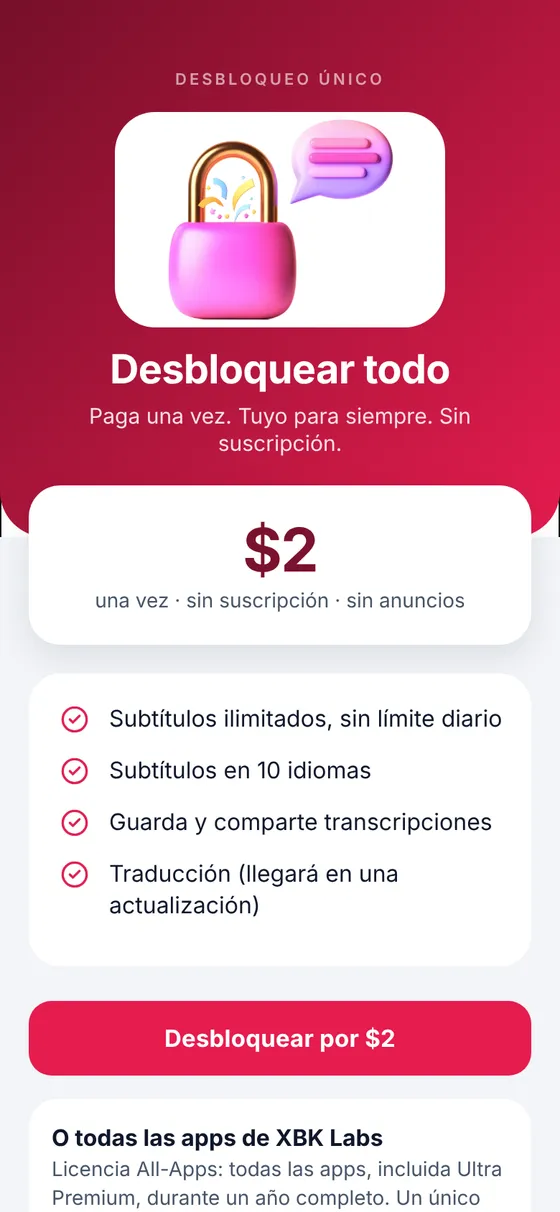 DESBLOQUEO ÚNICO
Desbloquear todo
Paga una vez. Tuyo para siempre. Sin
suscripción.
$2
una vez · sin suscripción · sin anuncios
Subtítulos ilimitados, sin límite diario
Subtítulos en 10 idiomas
Guarda y comparte transcripciones
Traducción (llegará en una
actualización)
Desbloquear por $2
O todas las apps de XBK Labs
Licencia All-Apps: todas las apps, incluida Ultra
Premium, durante un año completo. Un único